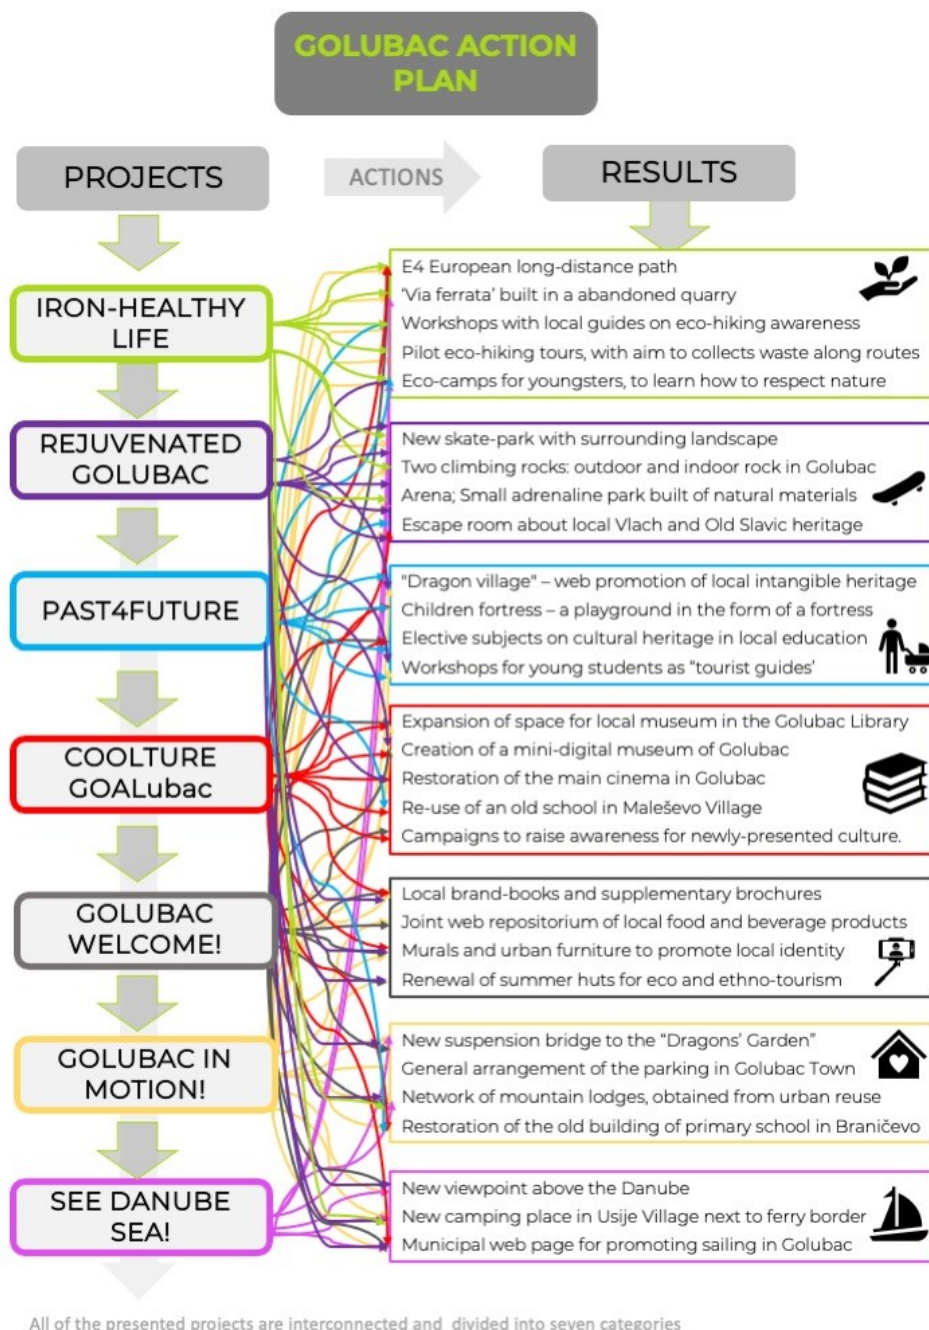 GOLUBAC ACTION
PLAN
PROJECTS
ACTIONS
RESULTS
IRON-HEALTHY
LIFE
E4 European long-distance path
'Via ferrata' built in a abandoned quarry
Workshops with local guides on eco-hiking awareness
Pilot eco-hiking tours, with aim to collects waste along routes
Eco-camps for youngsters, to learn how to respect nature
REJUVENATED
GOLUBAC
New skate-park with surrounding landscape
Two climbing rocks: outdoor and indoor rock in Golubac
Arena; Small adrenaline park built of natural materials
Escape room about local Vlach and Old Slavic heritage
PAST4FUTURE
"Dragon village" – web promotion of local intangible heritage
Children fortress – a playground in the form of a fortress
Elective subjects on cultural heritage in local education
Workshops for young students as "tourist guides'
COOLTURE
GOALubac
Expansion of space for local museum in the Golubac Library
Creation of a mini-digital museum of Golubac
Restoration of the main cinema in Golubac
Re-use of an old school in Maleševo Village
Campaigns to raise awareness for newly-presented culture.
GOLUBAC
WELCOME!
Local brand-books and supplementary brochures
Joint web repositorium of local food and beverage products
Murals and urban furniture to promote local identity
Renewal of summer huts for eco and ethno-tourism
GOLUBAC IN
MOTION!
New suspension bridge to the "Dragons' Garden"
General arrangement of the parking in Golubac Town
Network of mountain lodges, obtained from urban reuse
Restoration of the old building of primary school in Braničevo
SEE DANUBE
SEA!
New viewpoint above the Danube
New camping place in Usije Village next to ferry border
Municipal web page for promoting sailing in Golubac
All of the presented projects are interconnected and divided into seven categories